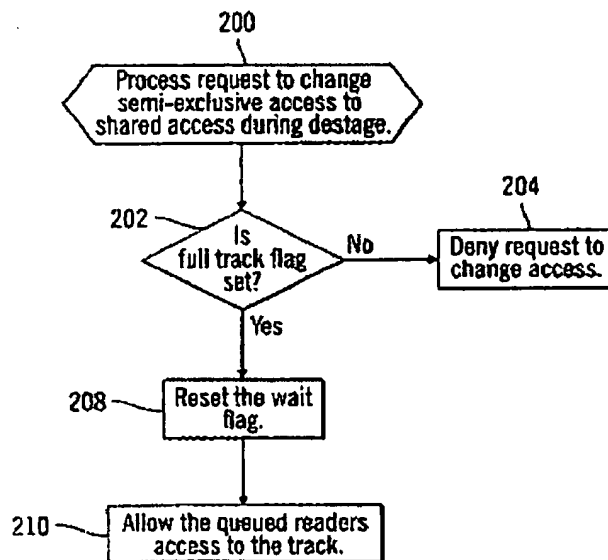 200
Process request to change
semi-exclusive access to
shared access during destage.
202
Is
full track flag
set?
No
204
Deny request to
change access.
Yes
208
Reset the wait
flag.
210
Allow the queued readers
access to the track.